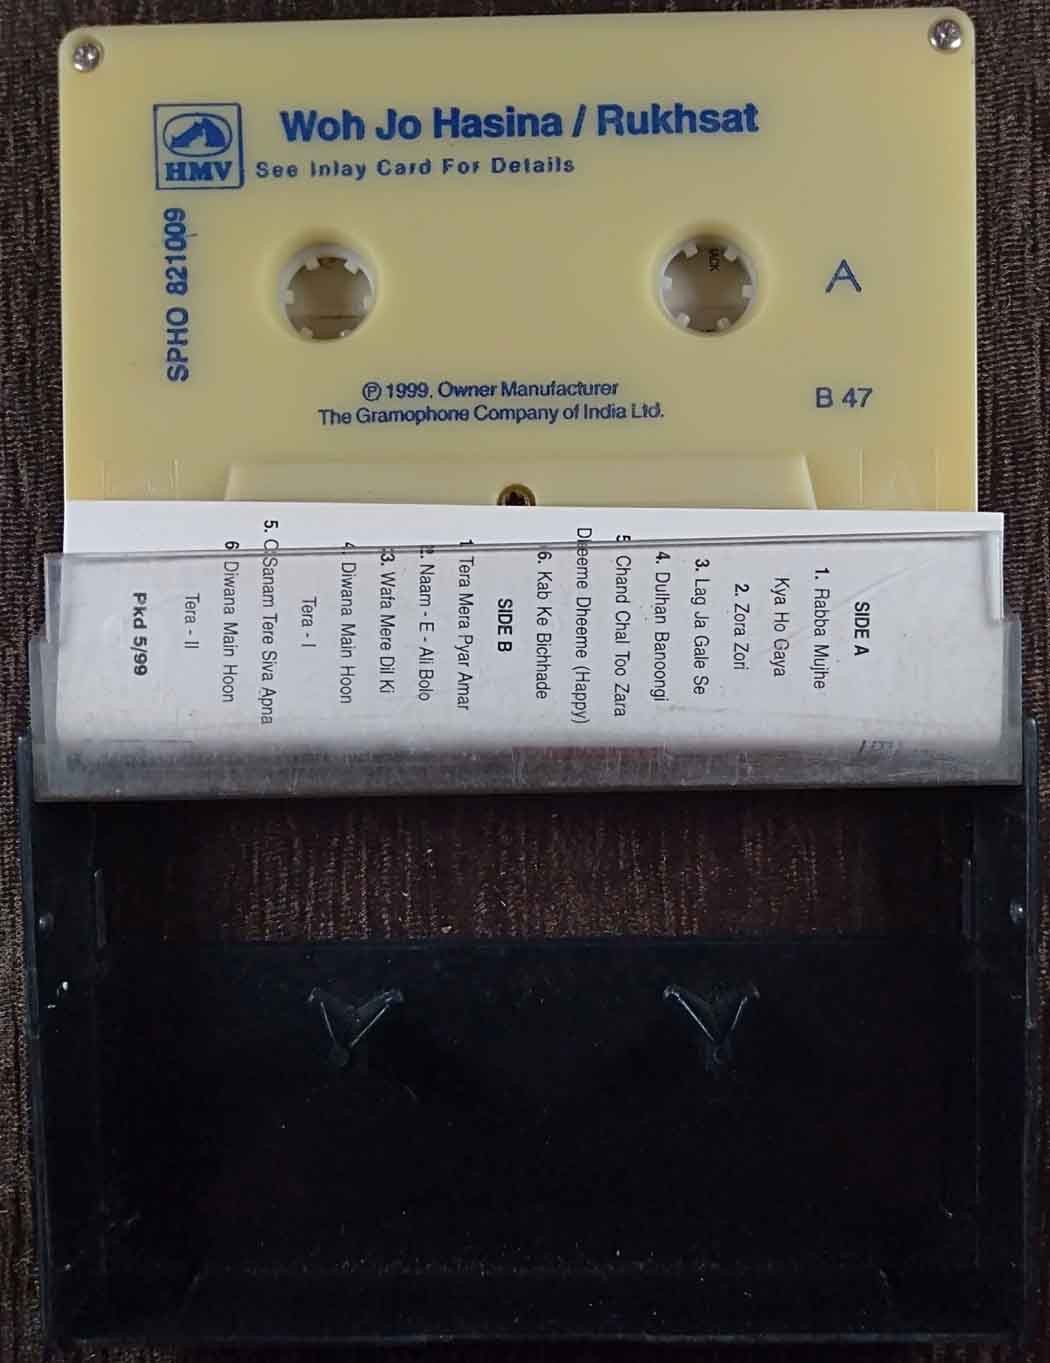 Woh Jo Hasina / Rukhsat
HMV
See Inlay Card For Details
SPHO 821009
A
℗ 1999. Owner Manufacturer
The Gramophone Company of India Ltd.
B 47
SIDE A
1. Rabba Mujhe
Kya Ho Gaya
2. Zora Zori
3. Lag Ja Gale Se
4. Dulhan Banoongi
5 Chand Chal Too Zara
Dheeme Dheeme (Happy)
6. Kab Ke Bichhade
SIDE B
1 Tera Mera Pyar Amar
2. Naam - E - Ali Bolo
3. Wafa Mere Dil Ki
4. Diwana Main Hoon
Tera - I
5. Sanam Tere Siva Apna
6 Diwana Main Hoon
Tera - II
Pkd 5/99